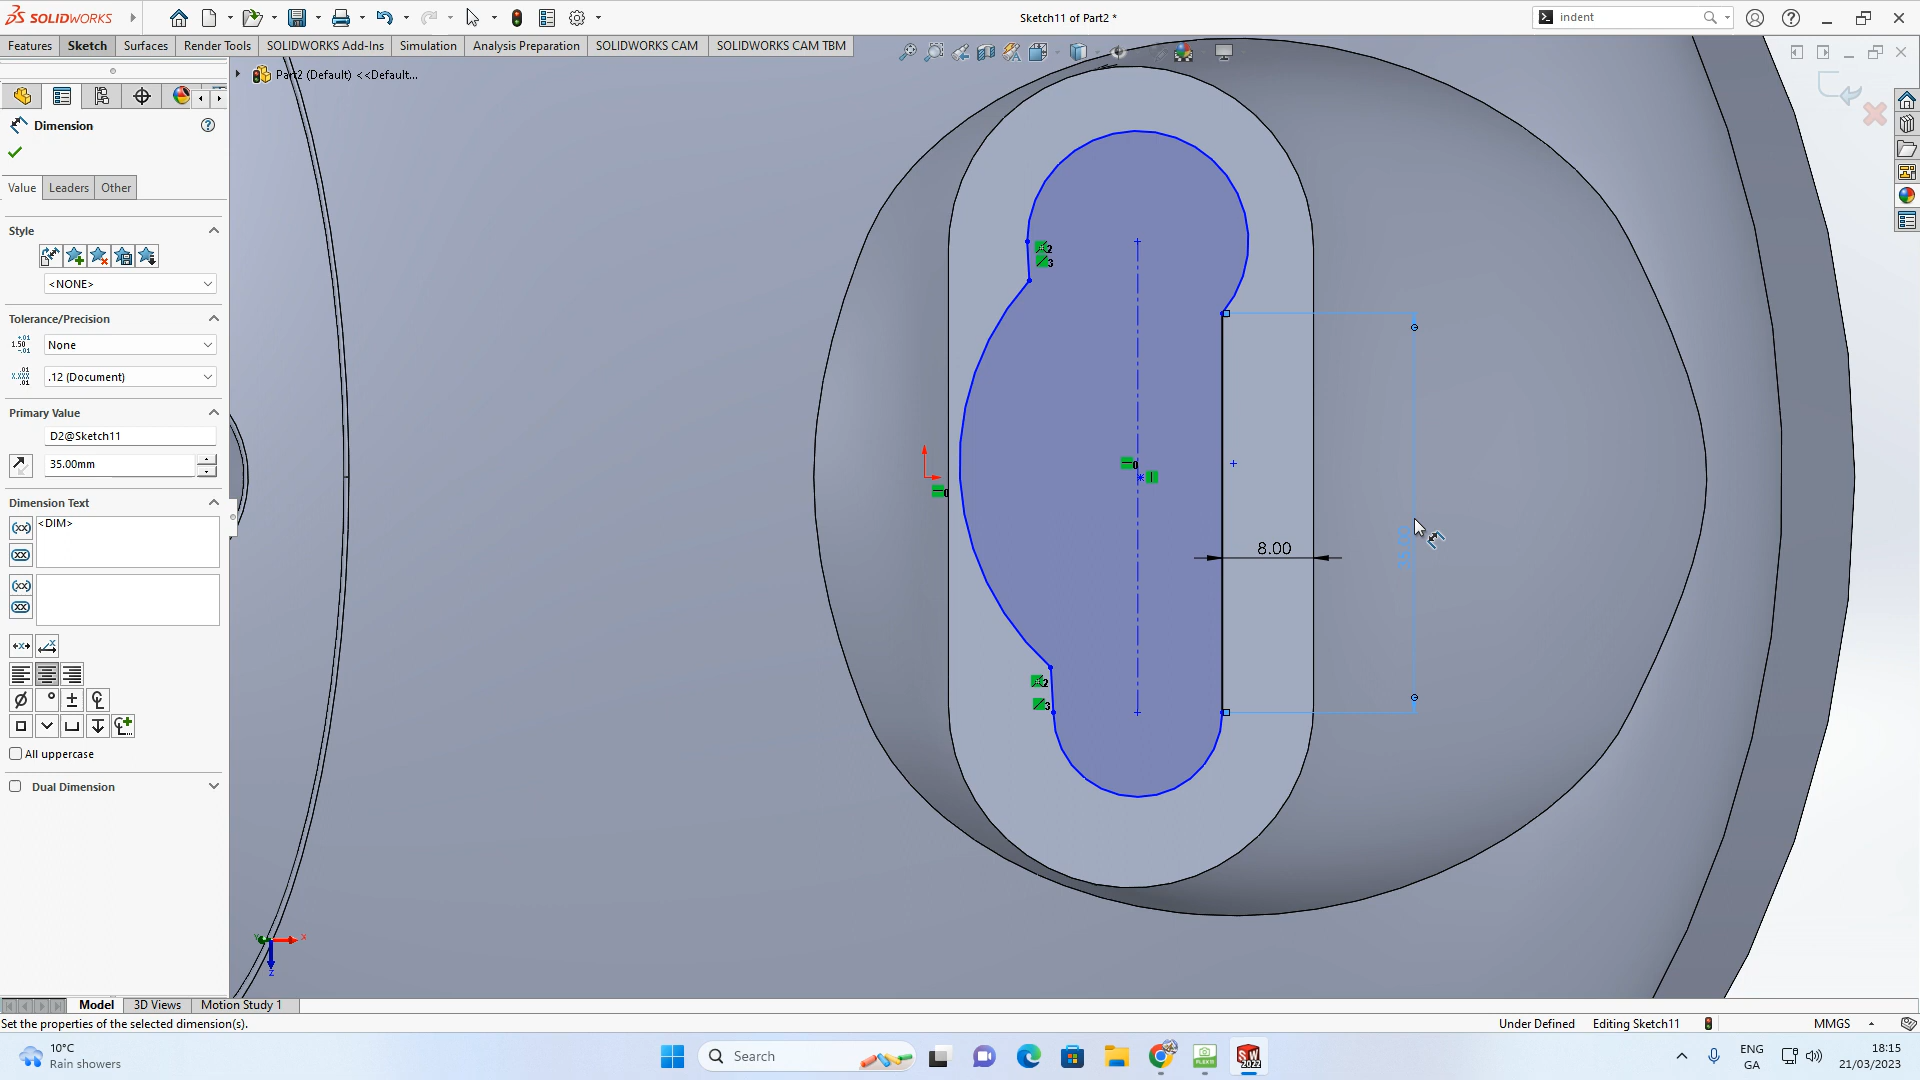 SOLIDWORKS
Sketch11 of Part2 *
indent
Features
Sketch
Surfaces
Render Tools
SOLIDWORKS Add-Ins
Simulation
Analysis Preparation
SOLIDWORKS CAM
SOLIDWORKS CAM TBM
Part2 (Default) <<Default...
Dimension
Value
Leaders
Other
Style
<NONE>
Tolerance/Precision
None
.12 (Document)
Primary Value
D2@Sketch11
35.00mm
Dimension Text
<DIM>
All uppercase
Dual Dimension
8.00
Model
3D Views
Motion Study 1
Set the properties of the selected dimension(s).
Under Defined
Editing Sketch11
MMGS
10°C
Rain showers
Search
ENG
GA
18:15
21/03/2023